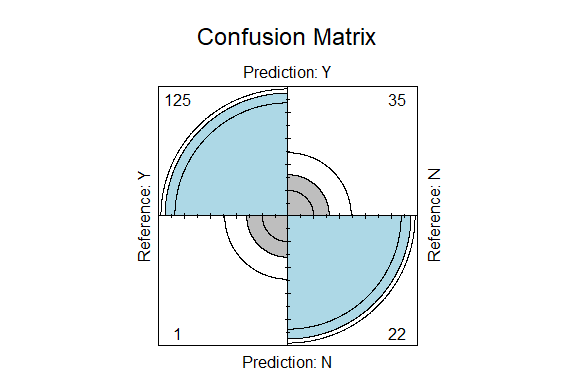 Confusion Matrix
Prediction: Y
125
35
Reference: Y
Reference: N
1
22
Prediction: N